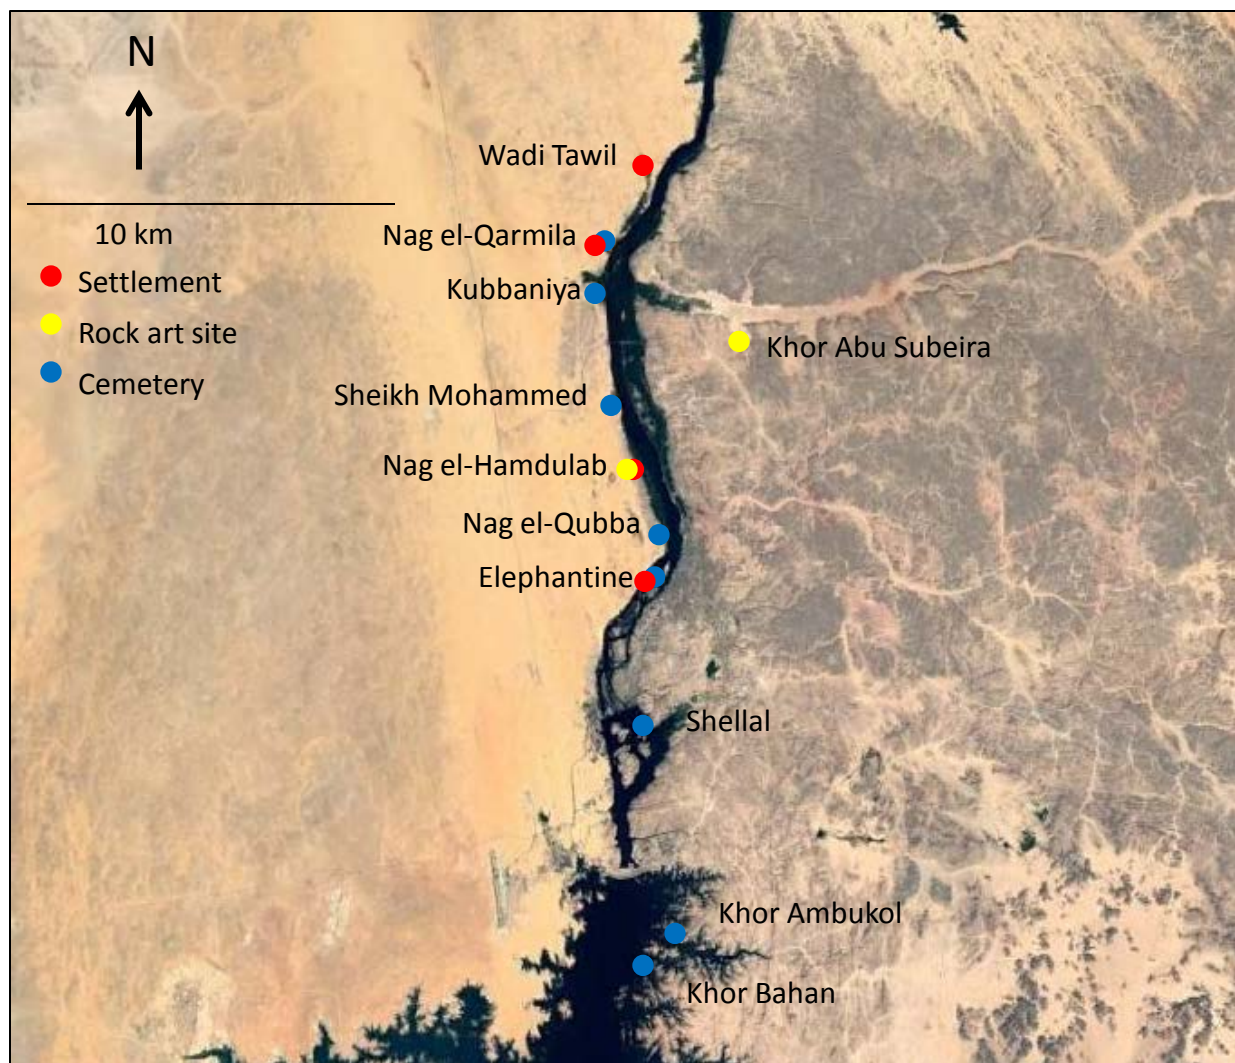 N
Wadi Tawil
10 km
Nag el-Qarmila
Settlement
Kubbaniya
Rock art site
Khor Abu Subeira
Cemetery
Sheikh Mohammed
Nag el-Hamdulab
Nag el-Qubba
Elephantine
Shellal
Khor Ambukol
Khor Bahan